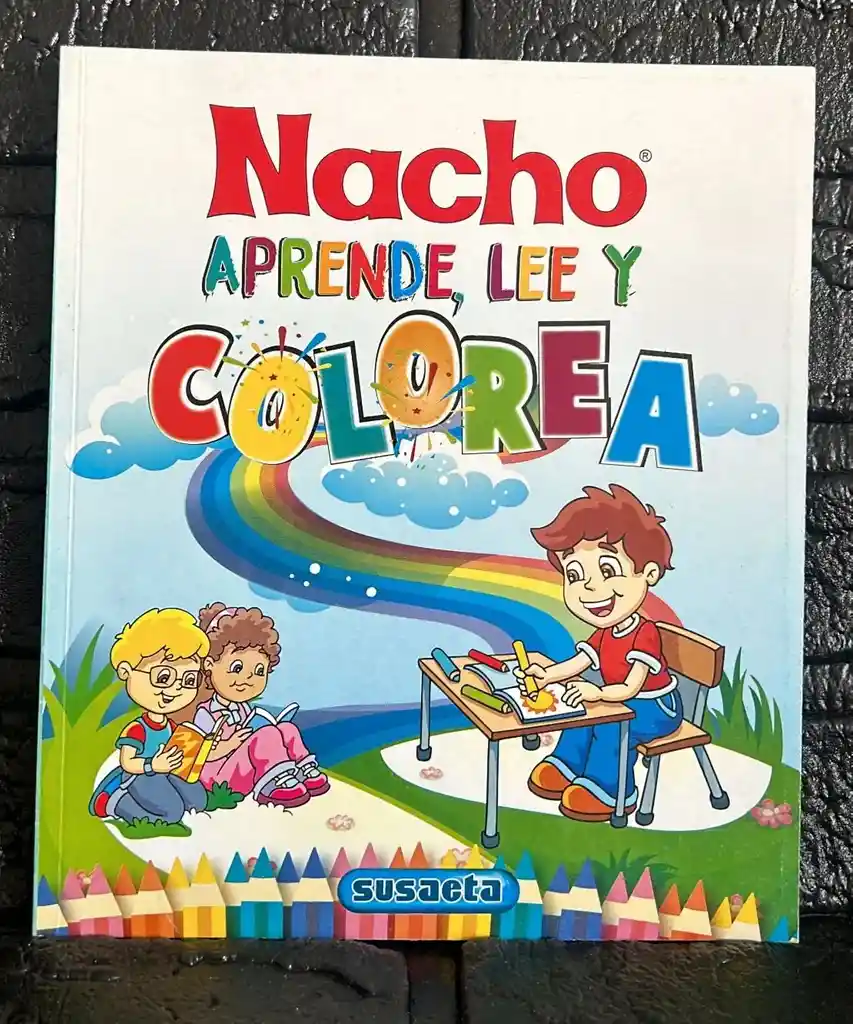 Nacho®
APRENDE, LEE Y
COLOREA
susaeta